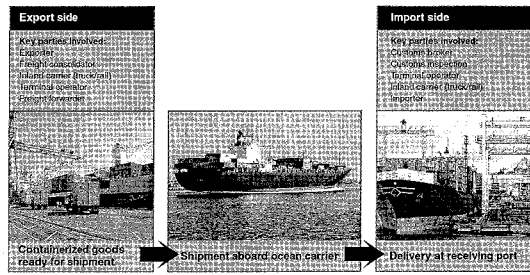 Export side
Key parties involved:
Exporter
Freight consolidator
Inland carrier (truck/rail)
Terminal operator
Freight forwarder
Containerized goods
ready for shipment
Shipment aboard ocean carrier
Import side
Key parties involved:
Customs broker
Customs inspection
Terminal operator
Inland carrier (truck/rail)
Importer
Delivery at receiving port